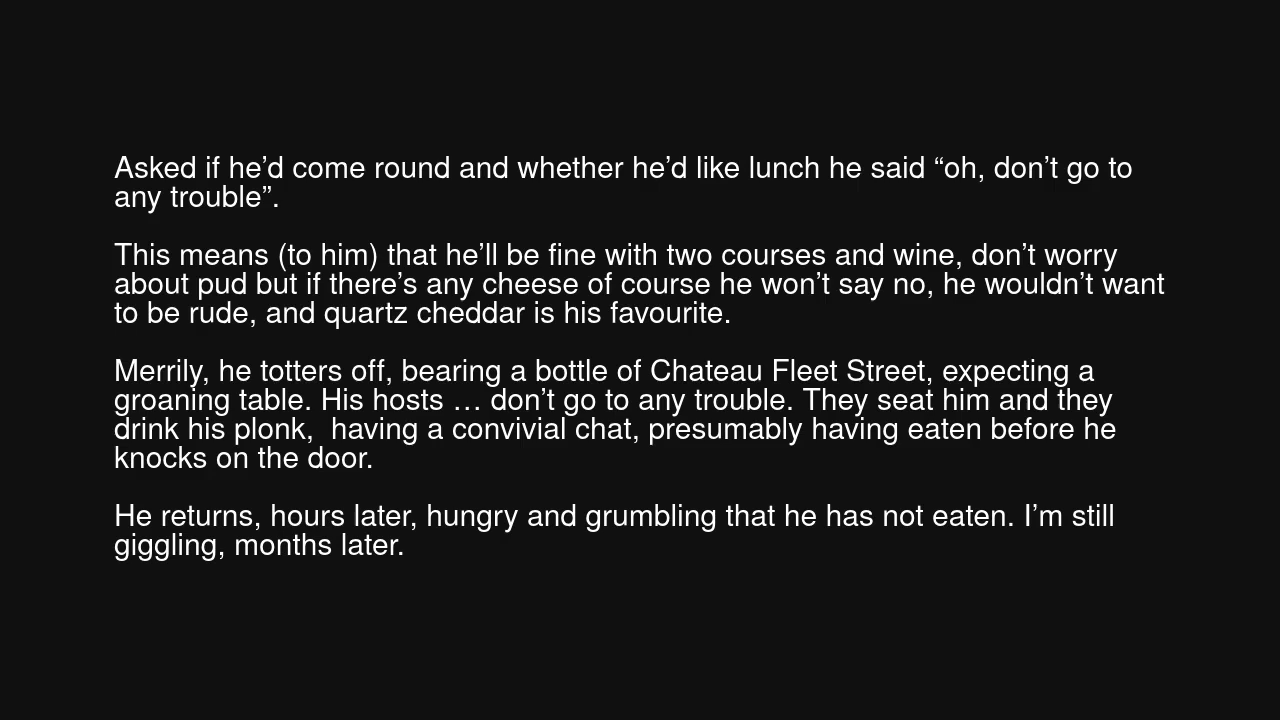 Asked if he’d come round and whether he’d like lunch he said “oh, don’t go to
any trouble”.
This means (to him) that he’ll be fine with two courses and wine, don’t worry
about pud but if there’s any cheese of course he won’t say no, he wouldn’t want
to be rude, and quartz cheddar is his favourite.
Merrily, he totters off, bearing a bottle of Chateau Fleet Street, expecting a
groaning table. His hosts … don’t go to any trouble. They seat him and they
drink his plonk,  having a convivial chat, presumably having eaten before he
knocks on the door.
He returns, hours later, hungry and grumbling that he has not eaten. I’m still
giggling, months later.